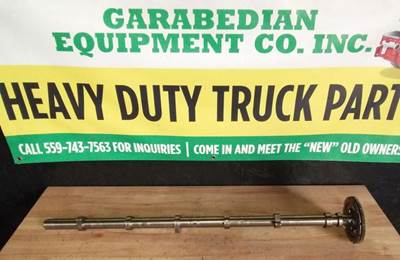 GARABEDIAN
EQUIPMENT CO. INC.
HEAVY DUTY TRUCK PART
CALL 559-743-7563 FOR INQUIRIES | COME IN AND MEET THE "NEW" OLD OWNERS